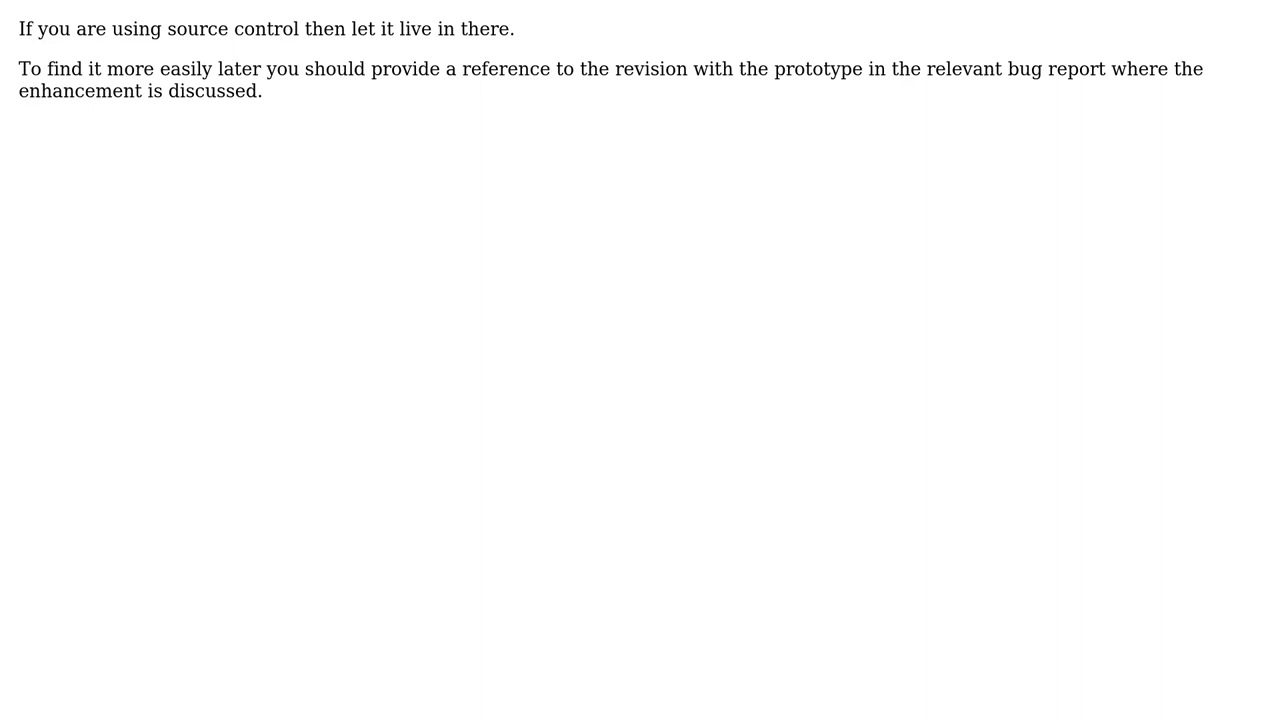 If you are using source control then let it live in there.
To find it more easily later you should provide a reference to the revision with the prototype in the relevant bug report where the
enhancement is discussed.